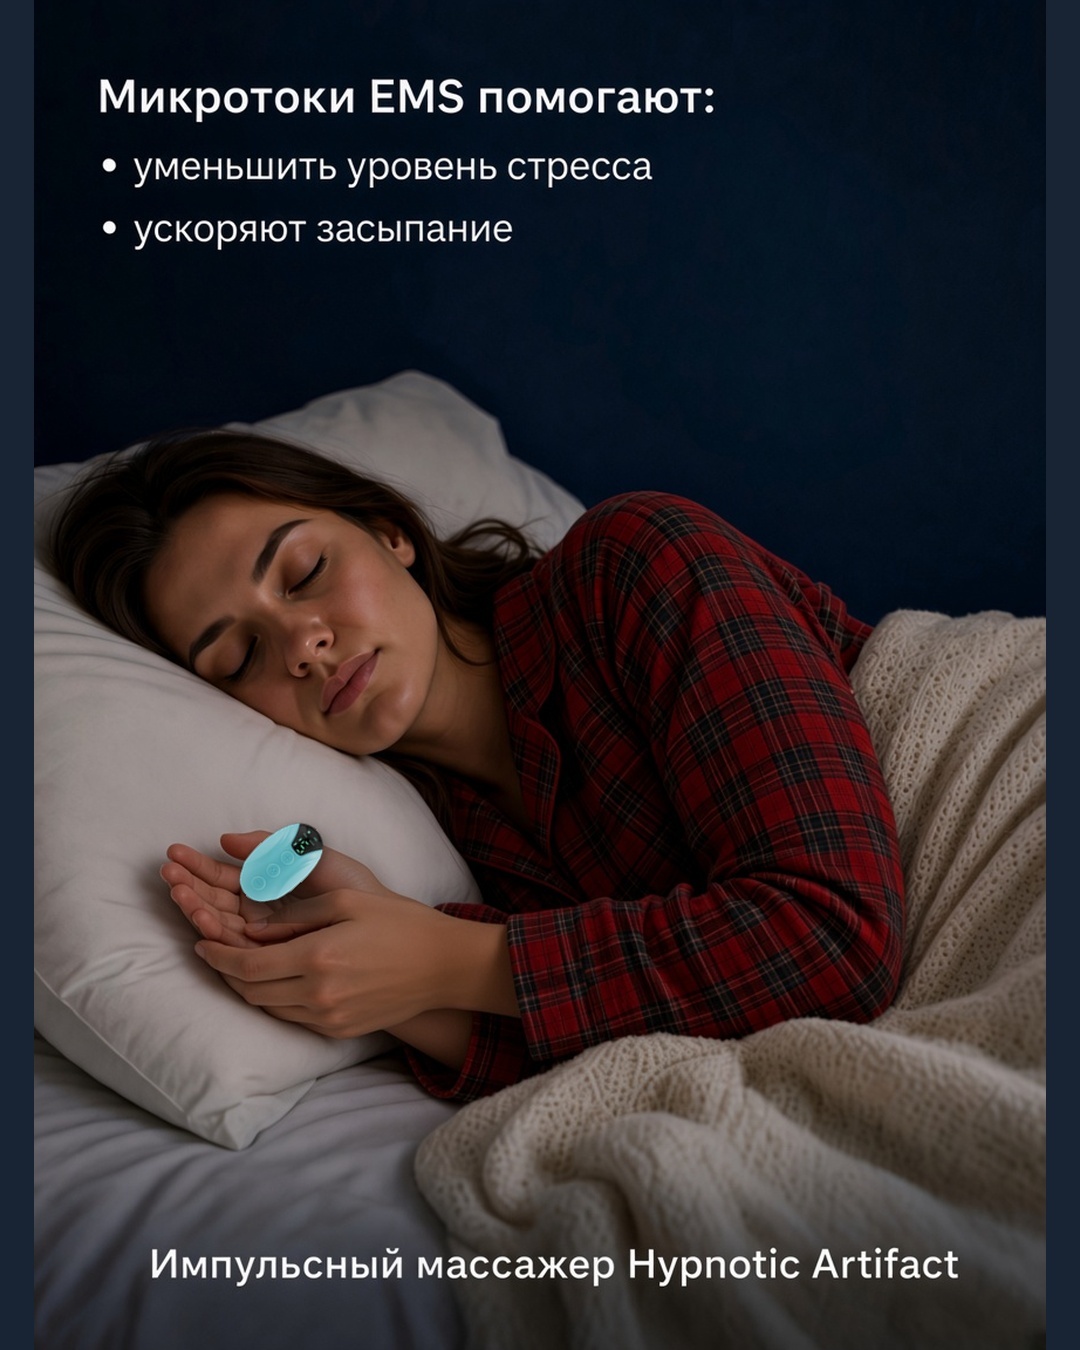 Микротоки EMS помогают:
• уменьшить уровень стресса
• ускоряют засыпание
Импульсный массажер Hypnotic Artifact